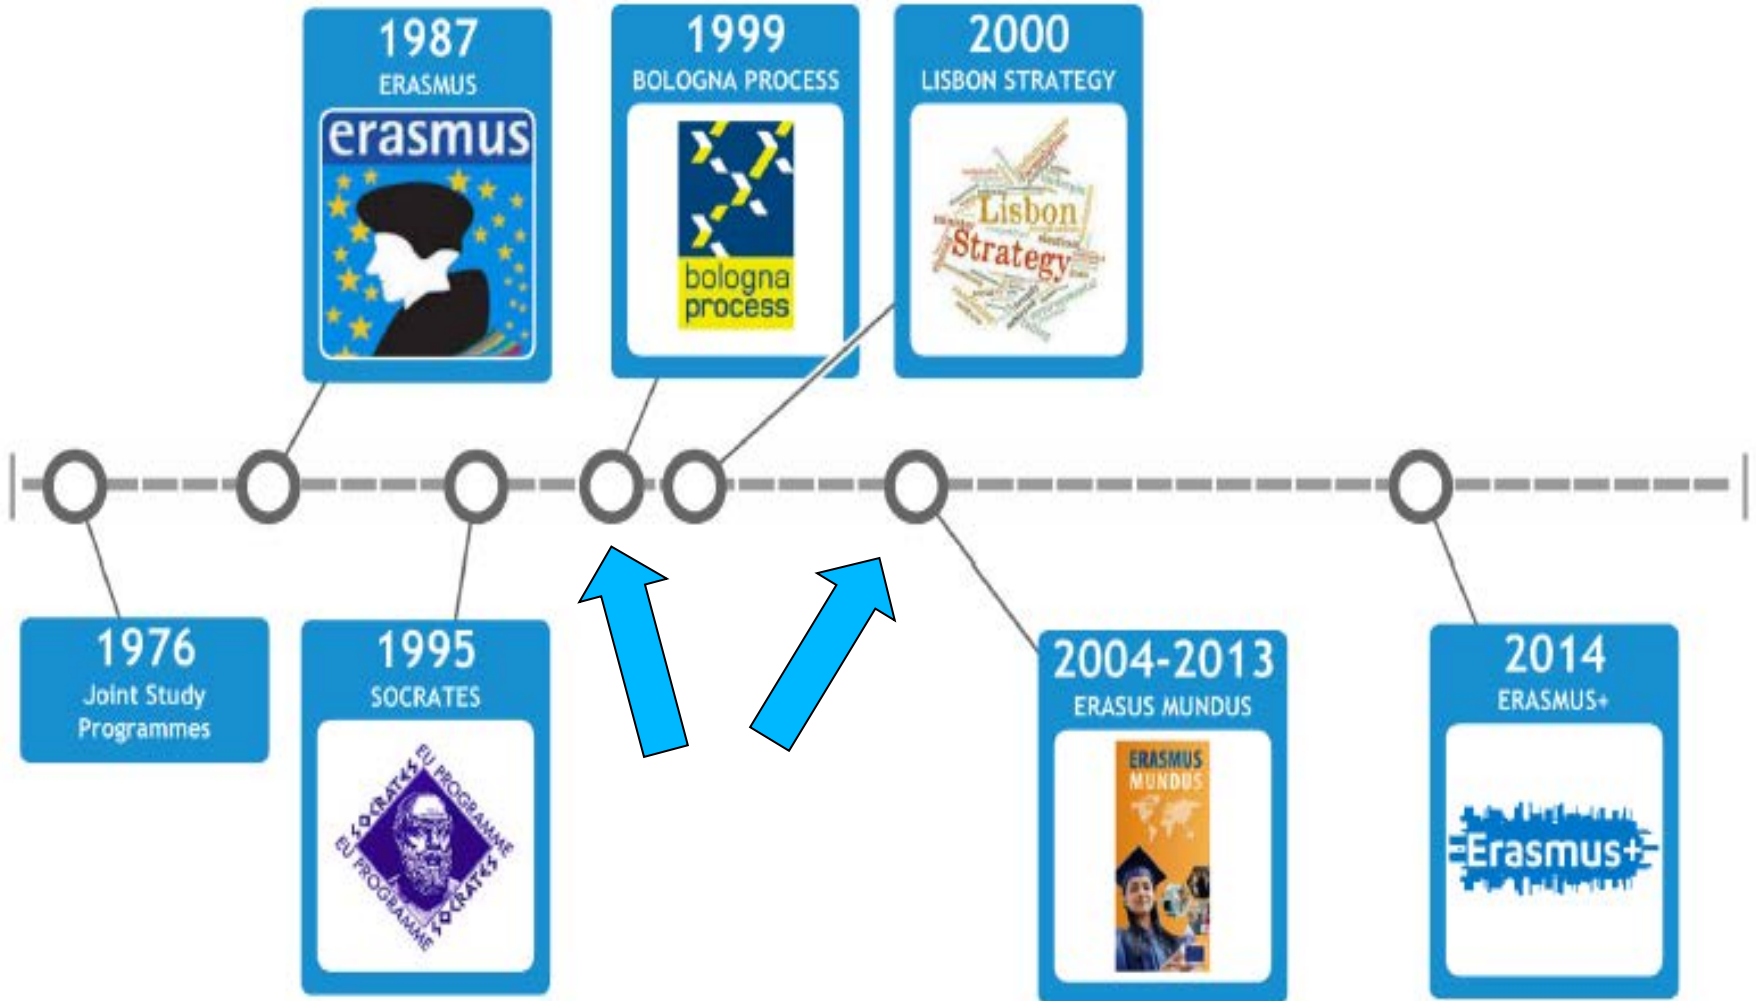 1987
ERASMUS
erasmus
1999
BOLOGNA PROCESS
bologna
process
2000
LISBON STRATEGY
Lisbon
Strategy
1976
Joint Study
Programmes
1995
SOCRATES
SOCRATES
EU PROGRAMME
EU PROGRAMME
SOCRATES
2004-2013
ERASUS MUNDUS
ERASMUS
MUNDUS
2014
ERASMUS+
Erasmus+